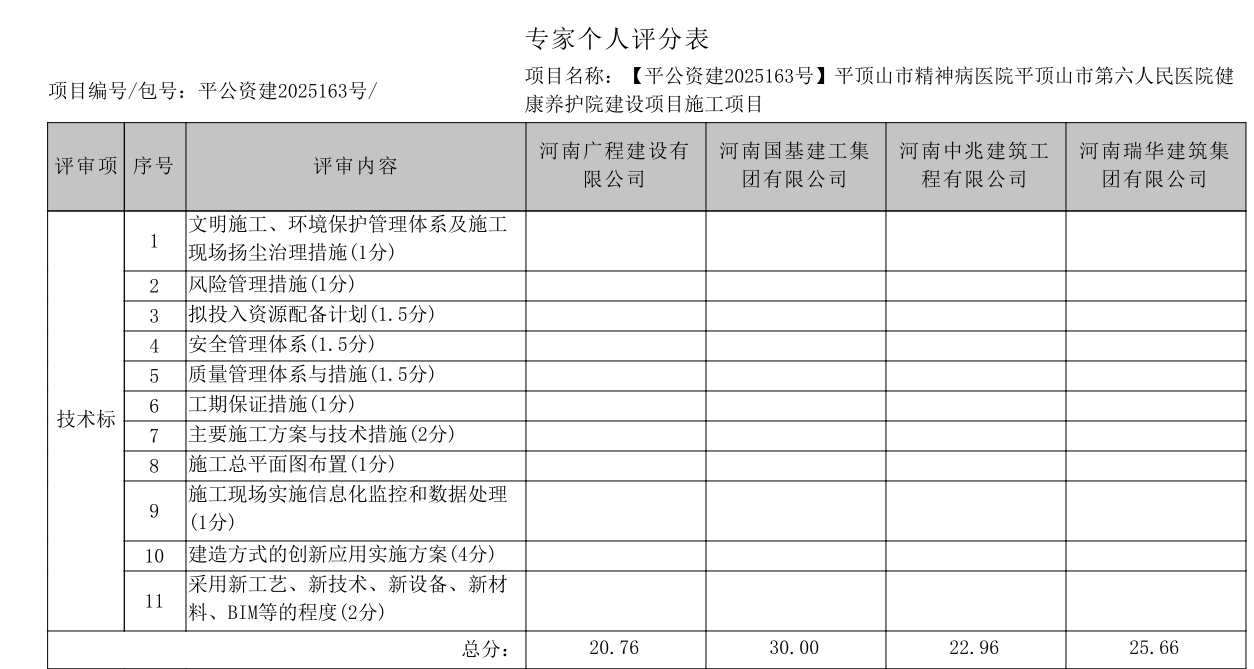 专家个人评分表
项目编号/包号：平公资建2025163号/
项目名称：【平公资建2025163号】平顶山市精神病医院平顶山市第六人民医院健
康养护院建设项目施工项目
评审项 序号 评审内容 河南广程建设有 河南国基建工集 河南中兆建筑工 河南瑞华建筑集
限公司 团有限公司 程有限公司 团有限公司
技术标
1 文明施工、环境保护管理体系及施工
现场扬尘治理措施(1分)
2 风险管理措施(1分)
3 拟投入资源配备计划(1.5分)
4 安全管理体系(1.5分)
5 质量管理体系与措施(1.5分)
6 工期保证措施(1分)
7 主要施工方案与技术措施(2分)
8 施工总平面图布置(1分)
9 施工现场实施信息化监控和数据处理
(1分)
10 建造方式的创新应用实施方案(4分)
11 采用新工艺、新技术、新设备、新材
料、BIM等的程度(2分)
总分： 20.76 30.00 22.96 25.66